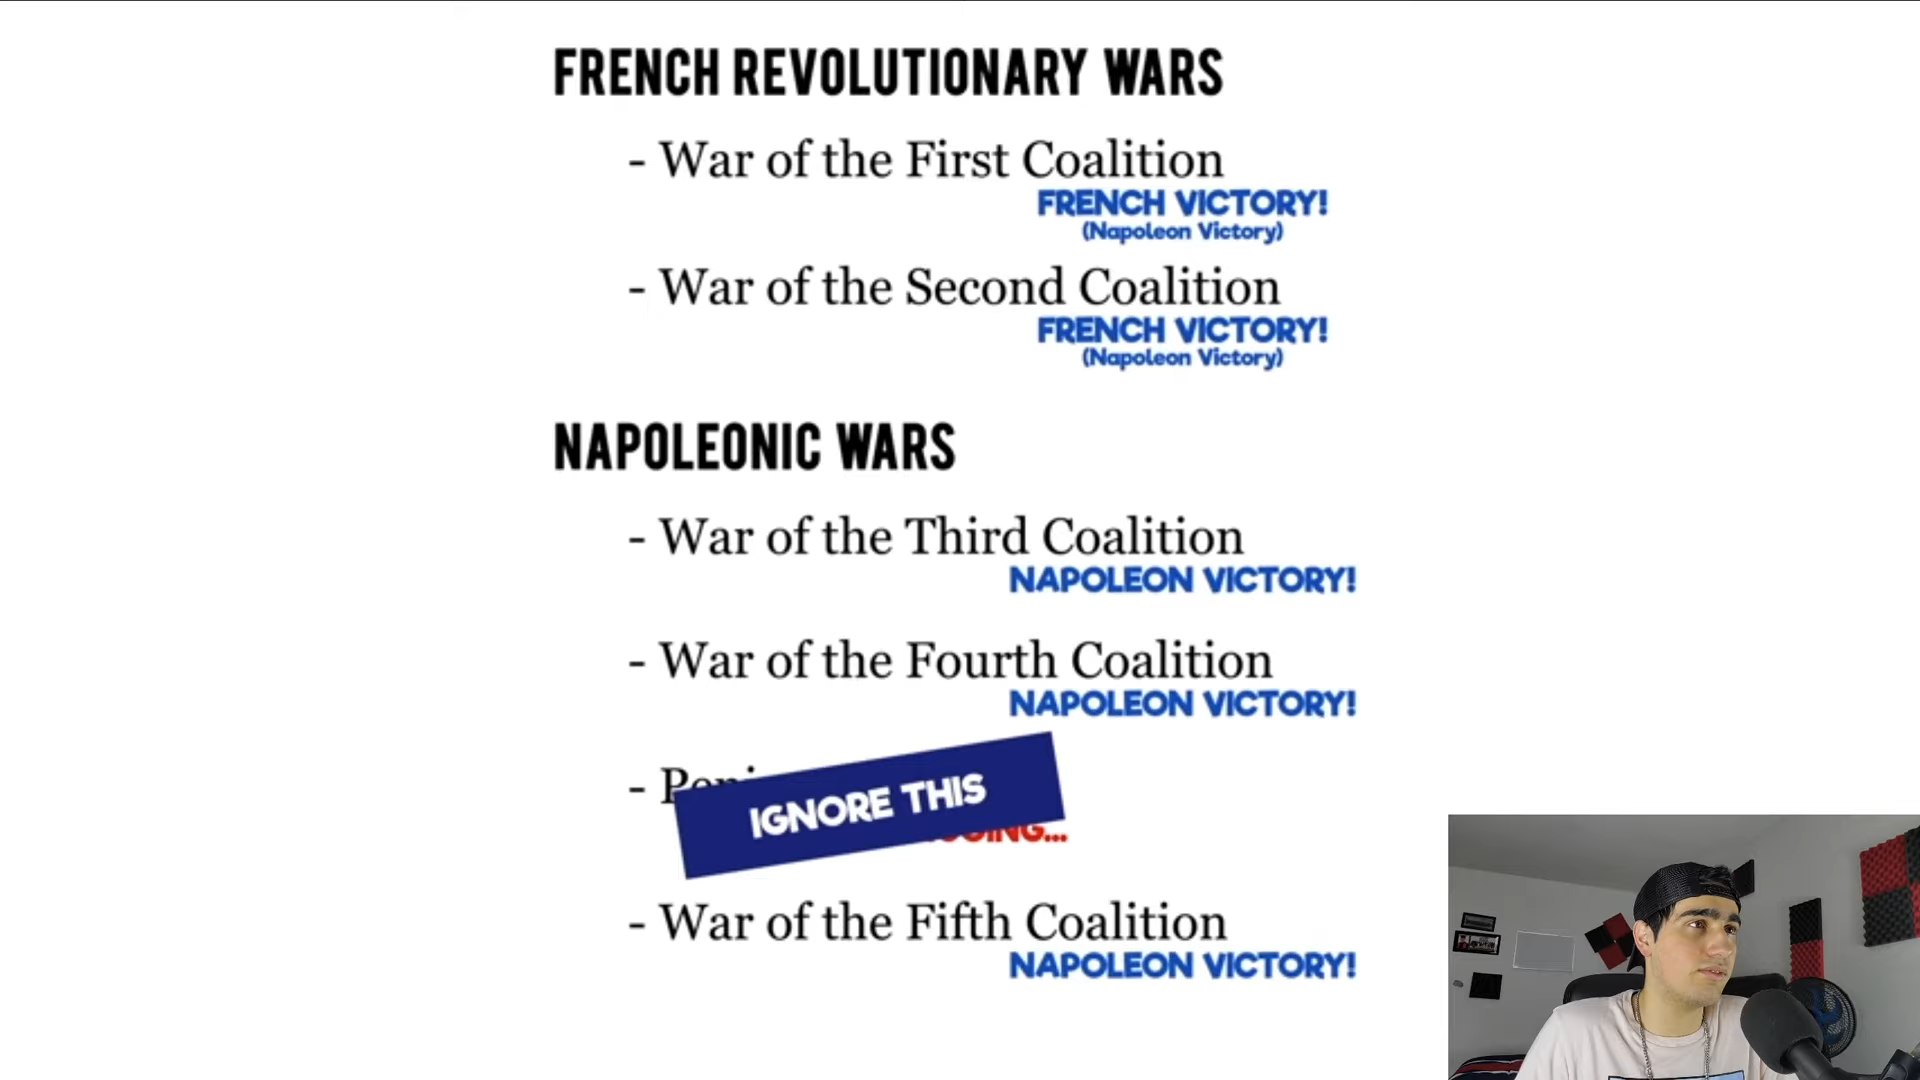 FRENCH REVOLUTIONARY WARS
- War of the First Coalition
FRENCH VICTORY!
(Napoleon Victory)
- War of the Second Coalition
FRENCH VICTORY!
(Napoleon Victory)
NAPOLEONIC WARS
- War of the Third Coalition
NAPOLEON VICTORY!
- War of the Fourth Coalition
NAPOLEON VICTORY!
-
IGNORE THIS
- War of the Fifth Coalition
NAPOLEON VICTORY!